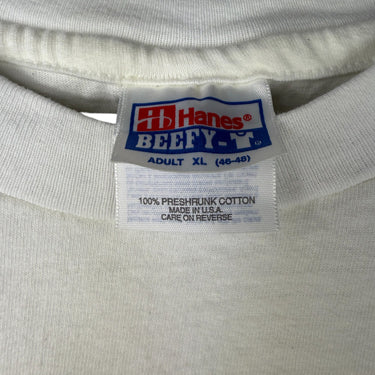 Hanes®
BEEFY-T®
ADULT XL (46-48)
100% PRESHRUNK COTTON
MADE IN U.S.A.
CARE ON REVERSE